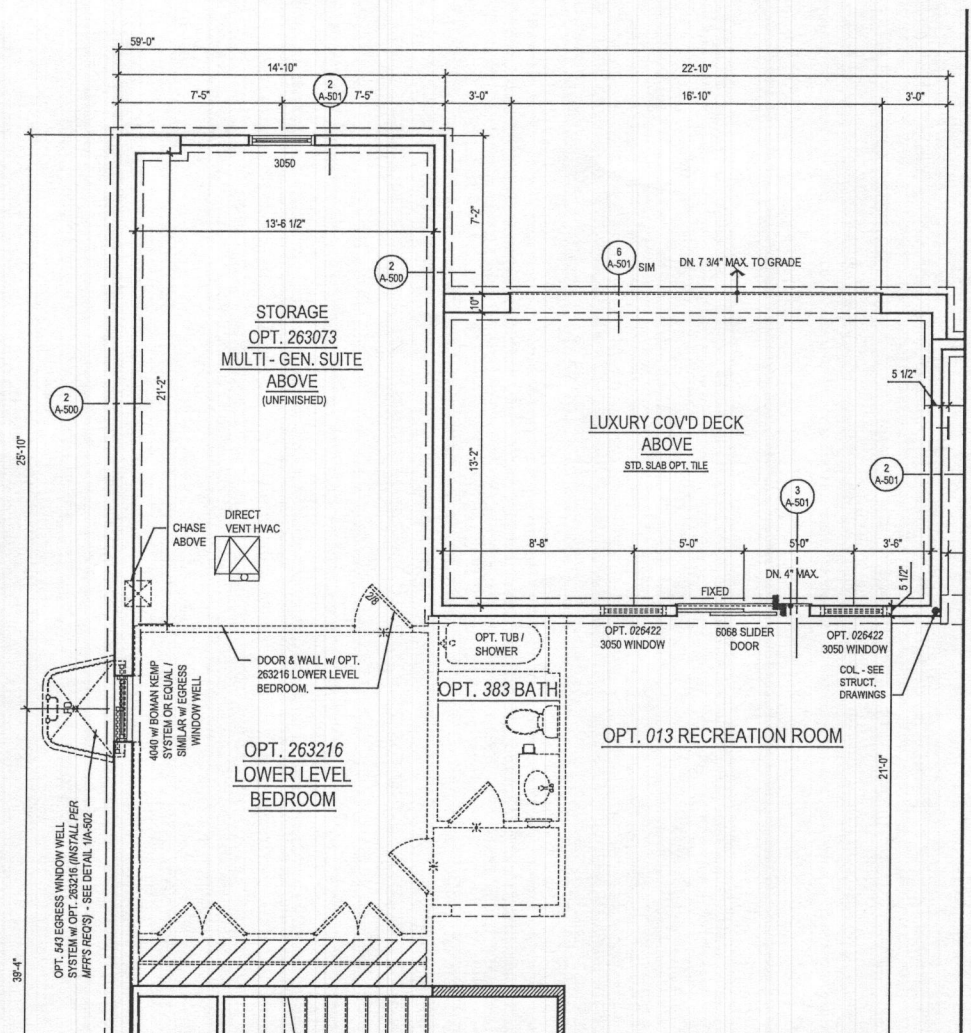 59'-0"
14'-10"
22'-10"
7'-5"
2
A-501
7'-5"
3'-0"
16'-10"
3'-0"
3050
13'-6 1/2"
7'-2"
2
A-500
6
A-501
SIM
DN. 7 3/4" MAX. TO GRADE
10"
STORAGE
OPT. 263073
MULTI - GEN. SUITE
ABOVE
(UNFINISHED)
21'-2"
2
A-500
25'-10"
5 1/2"
LUXURY COV'D DECK
ABOVE
STD. SLAB OPT. TILE
13'-2"
2
A-501
3
A-501
CHASE
ABOVE
DIRECT
VENT HVAC
8'-8"
5'-0"
5'-0"
3'-6"
DN. 4" MAX.
5 1/2"
FIXED
OPT. TUB /
SHOWER
OPT. 026422
3050 WINDOW
6068 SLIDER
DOOR
OPT. 026422
3050 WINDOW
COL. - SEE
STRUCT.
DRAWINGS
DOOR & WALL w/ OPT.
263216 LOWER LEVEL
BEDROOM.
4040 w/ BOMAN KEMP
SYSTEM OR EQUAL /
SIMILAR w/ EGRESS
WINDOW WELL
OPT. 383 BATH
OPT. 013 RECREATION ROOM
OPT. 263216
LOWER LEVEL
BEDROOM
21'-0"
OPT. 543 EGRESS WINDOW WELL
SYSTEM w/ OPT. 263216 (INSTALL PER
MFR'S REQ'S) - SEE DETAIL 1/A-502
39'-4"